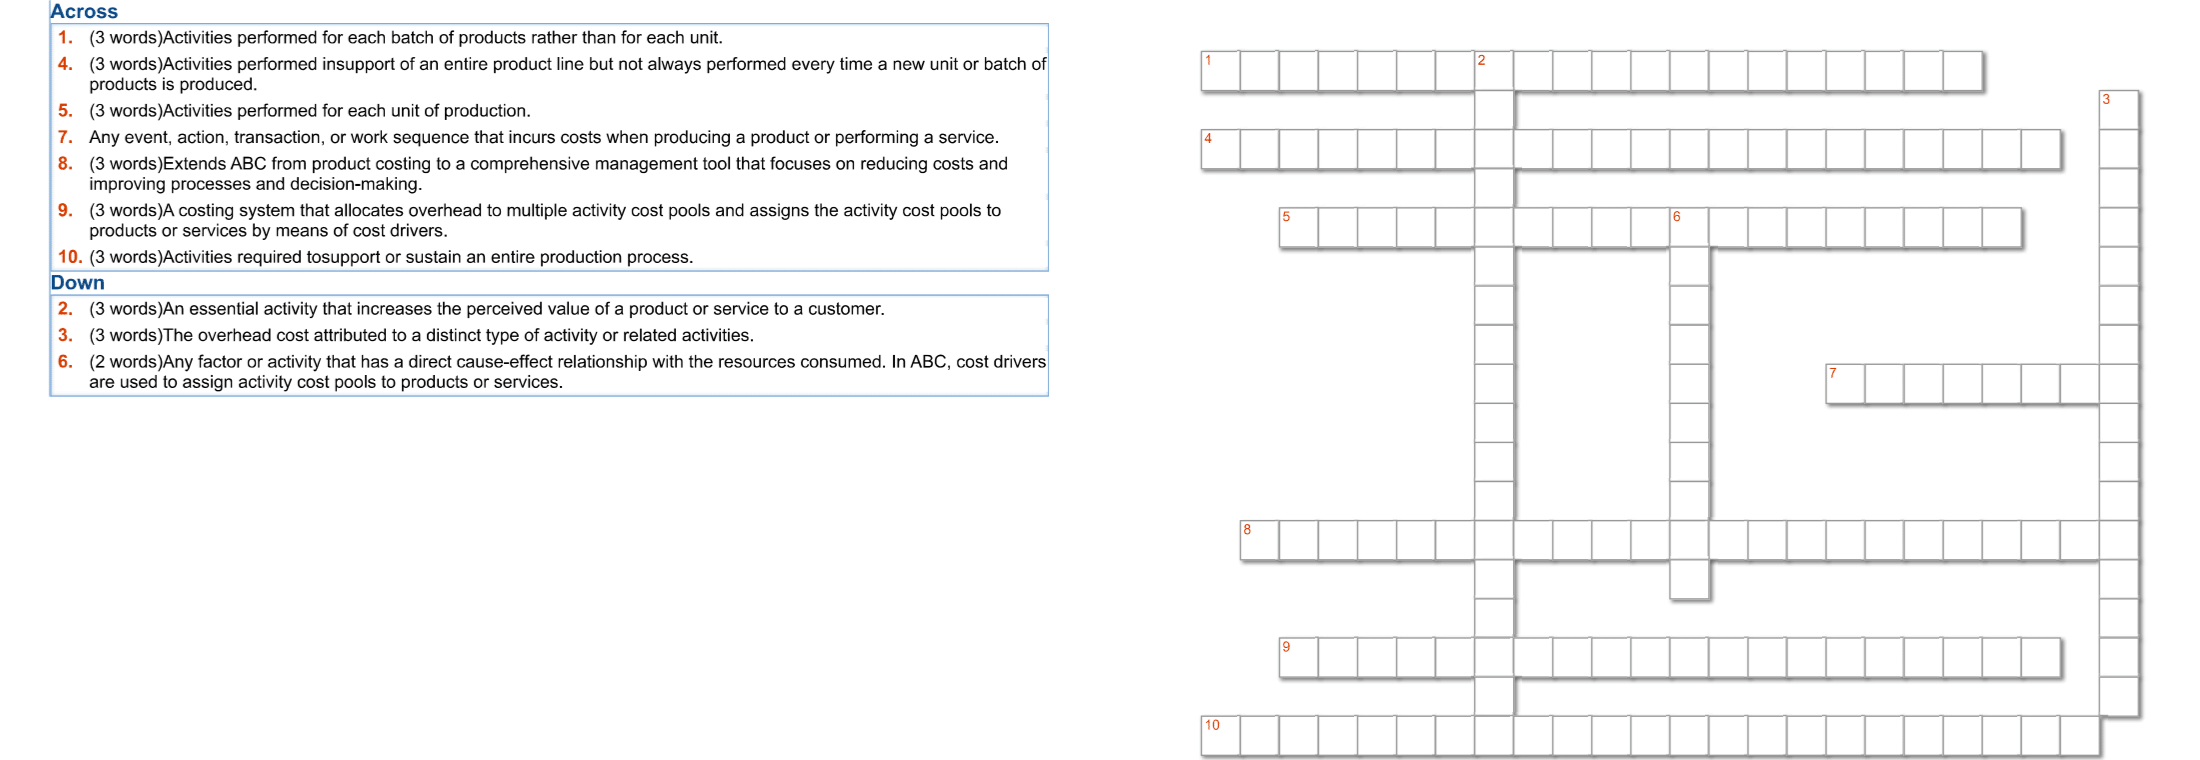 Across
1. (3 words)Activities performed for each batch of products rather than for each unit.
4. (3 words)Activities performed insupport of an entire product line but not always performed every time a new unit or batch of
products is produced.
5. (3 words)Activities performed for each unit of production.
7. Any event, action, transaction, or work sequence that incurs costs when producing a product or performing a service.
8. (3 words)Extends ABC from product costing to a comprehensive management tool that focuses on reducing costs and
improving processes and decision-making.
9. (3 words)A costing system that allocates overhead to multiple activity cost pools and assigns the activity cost pools to
products or services by means of cost drivers.
10. (3 words)Activities required tosupport or sustain an entire production process.
Down
2. (3 words)An essential activity that increases the perceived value of a product or service to a customer.
3. (3 words)The overhead cost attributed to a distinct type of activity or related activities.
6. (2 words)Any factor or activity that has a direct cause-effect relationship with the resources consumed. In ABC, cost drivers
are used to assign activity cost pools to products or services.
1 2
3
4
5 6
7
8
9
10